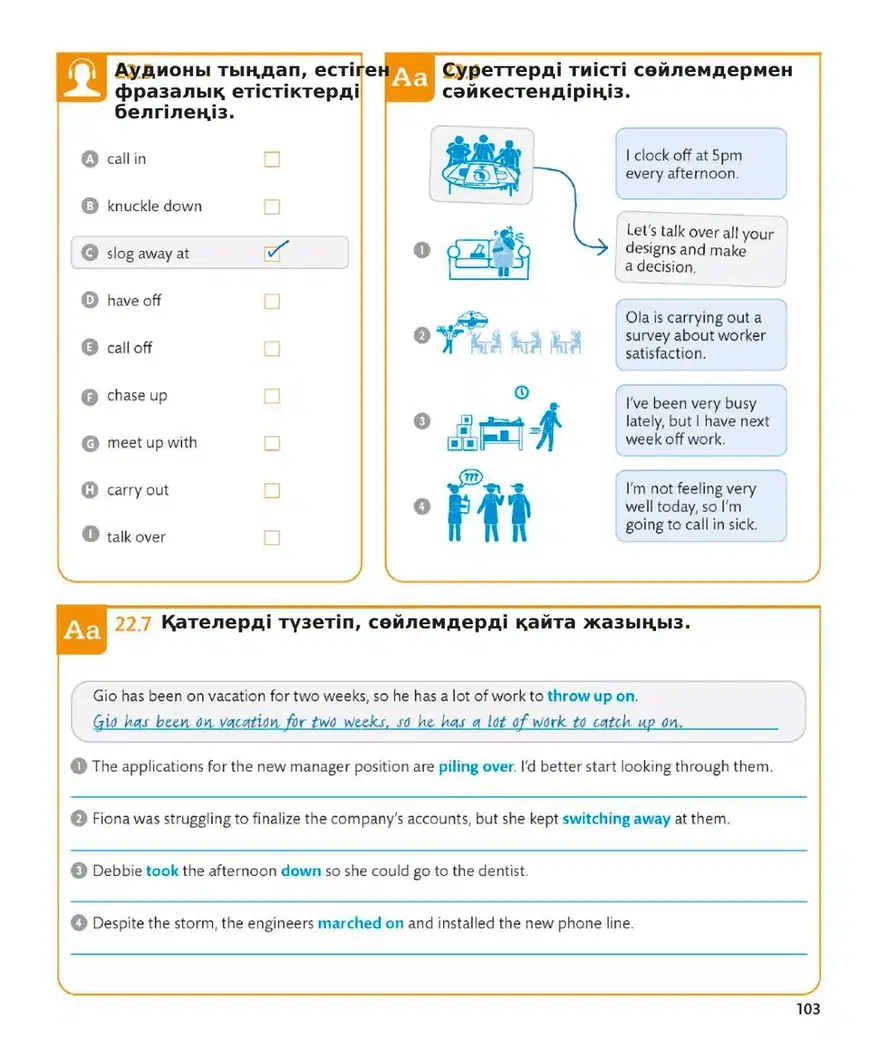 Аудионы тыңдап, естіген
фразалық етістіктерді
белгілеңіз.
A call in
B knuckle down
C slog away at
D have off
E call off
F chase up
G meet up with
H carry out
I talk over
Aa
Суреттерді тиісті сөйлемдермен
сәйкестендіріңіз.
I clock off at 5pm
every afternoon.
Let's talk over all your
designs and make
a decision.
Ola is carrying out a
survey about worker
satisfaction.
I've been very busy
lately, but I have next
week off work.
I'm not feeling very
well today, so I'm
going to call in sick.
1
2
3
4
???
Aa 22.7 Қателерді түзетіп, сөйлемдерді қайта жазыңыз.
Gio has been on vacation for two weeks, so he has a lot of work to throw up on.
Gio has been on vacation for two weeks, so he has a lot of work to catch up on.
1 The applications for the new manager position are piling over. I'd better start looking through them.
2 Fiona was struggling to finalize the company's accounts, but she kept switching away at them.
3 Debbie took the afternoon down so she could go to the dentist.
4 Despite the storm, the engineers marched on and installed the new phone line.
103